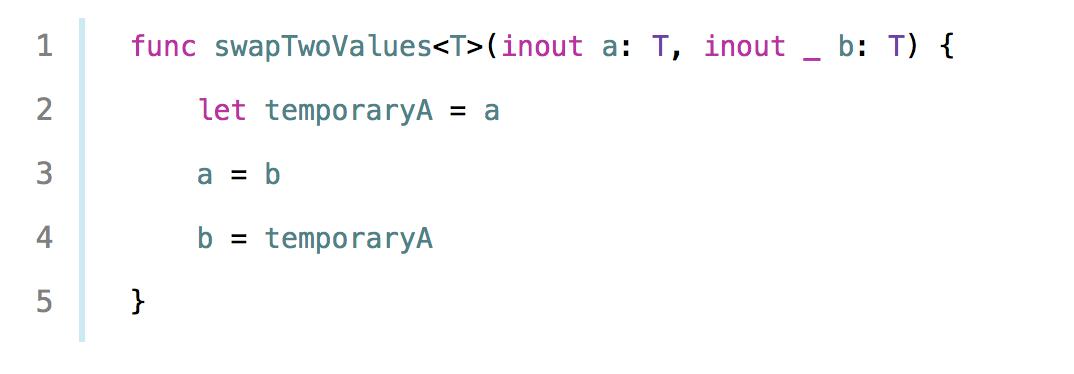 1 func swapTwoValues<T>(inout a: T, inout _ b: T) {
2 let temporaryA = a
3 a = b
4 b = temporaryA
5 }